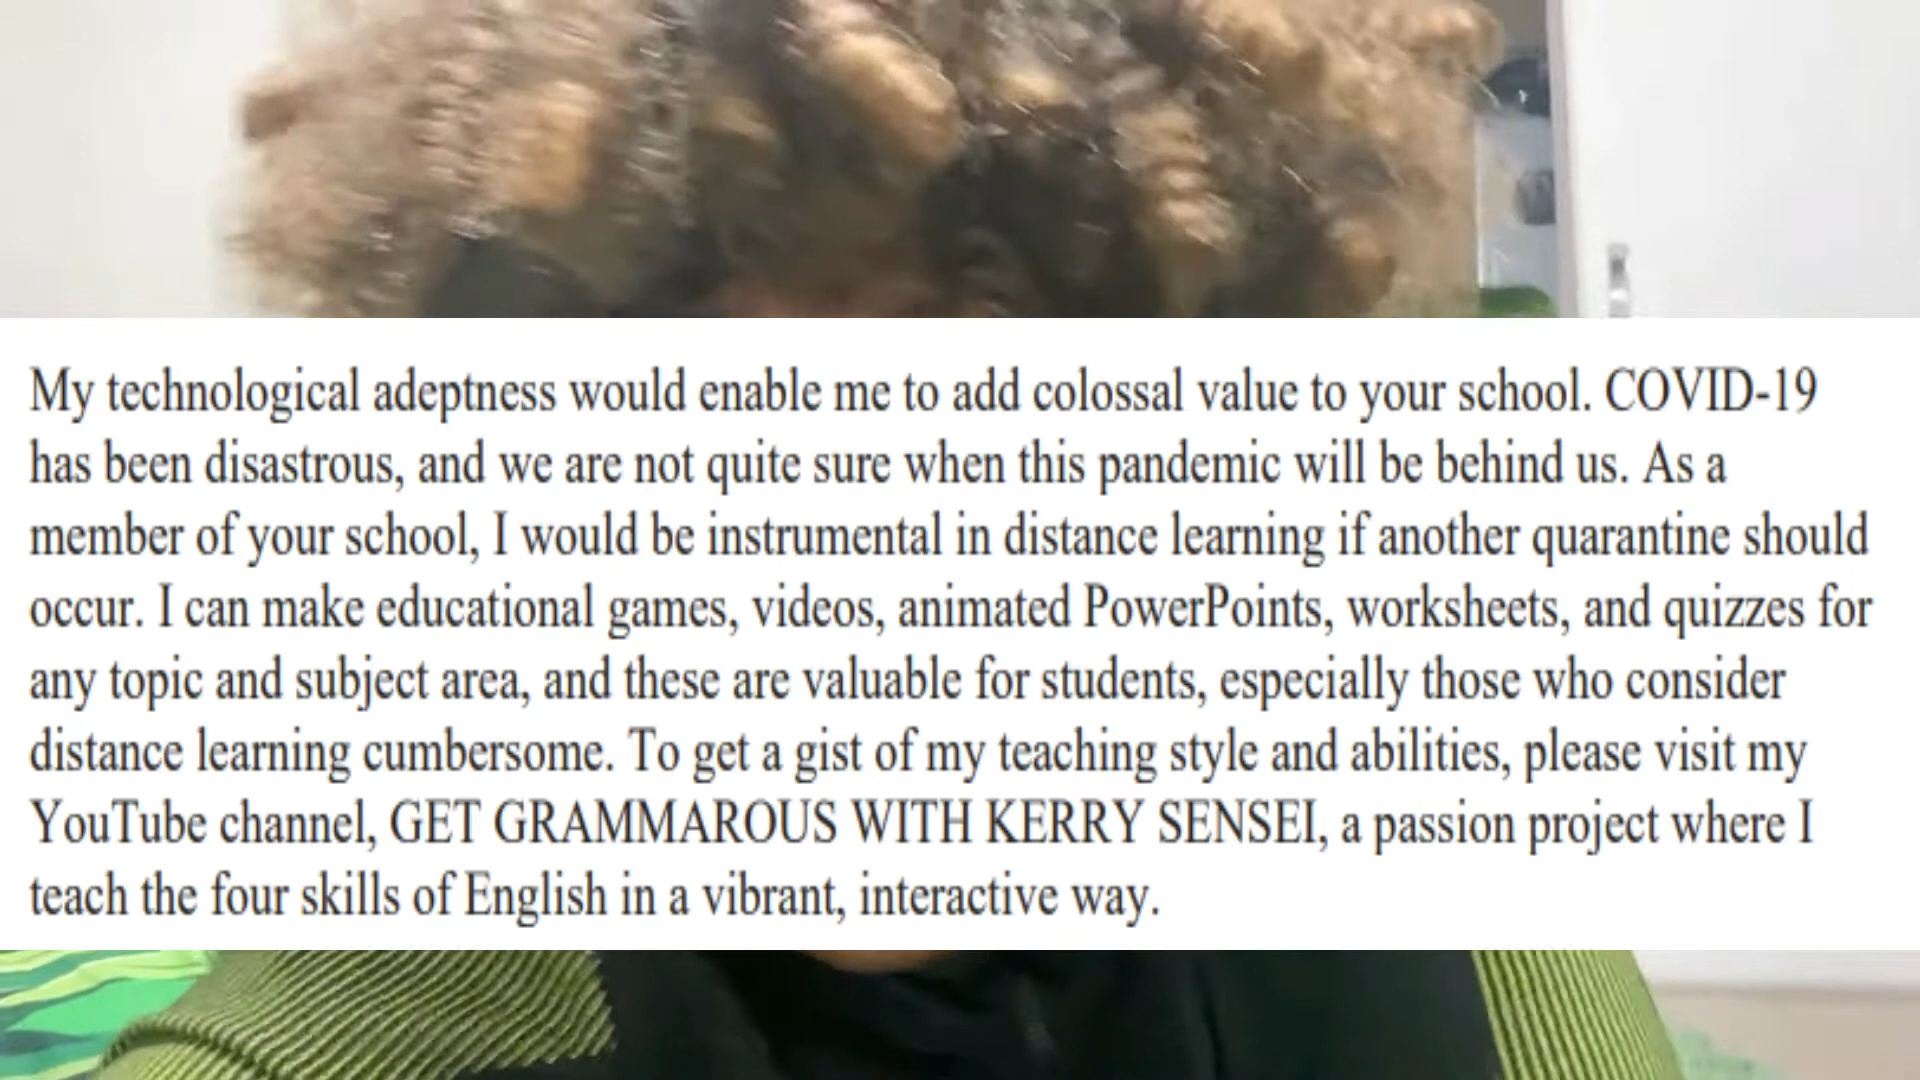 My technological adeptness would enable me to add colossal value to your school. COVID-19
has been disastrous, and we are not quite sure when this pandemic will be behind us. As a
member of your school, I would be instrumental in distance learning if another quarantine should
occur. I can make educational games, videos, animated PowerPoints, worksheets, and quizzes for
any topic and subject area, and these are valuable for students, especially those who consider
distance learning cumbersome. To get a gist of my teaching style and abilities, please visit my
YouTube channel, GET GRAMMAROUS WITH KERRY SENSEI, a passion project where I
teach the four skills of English in a vibrant, interactive way.